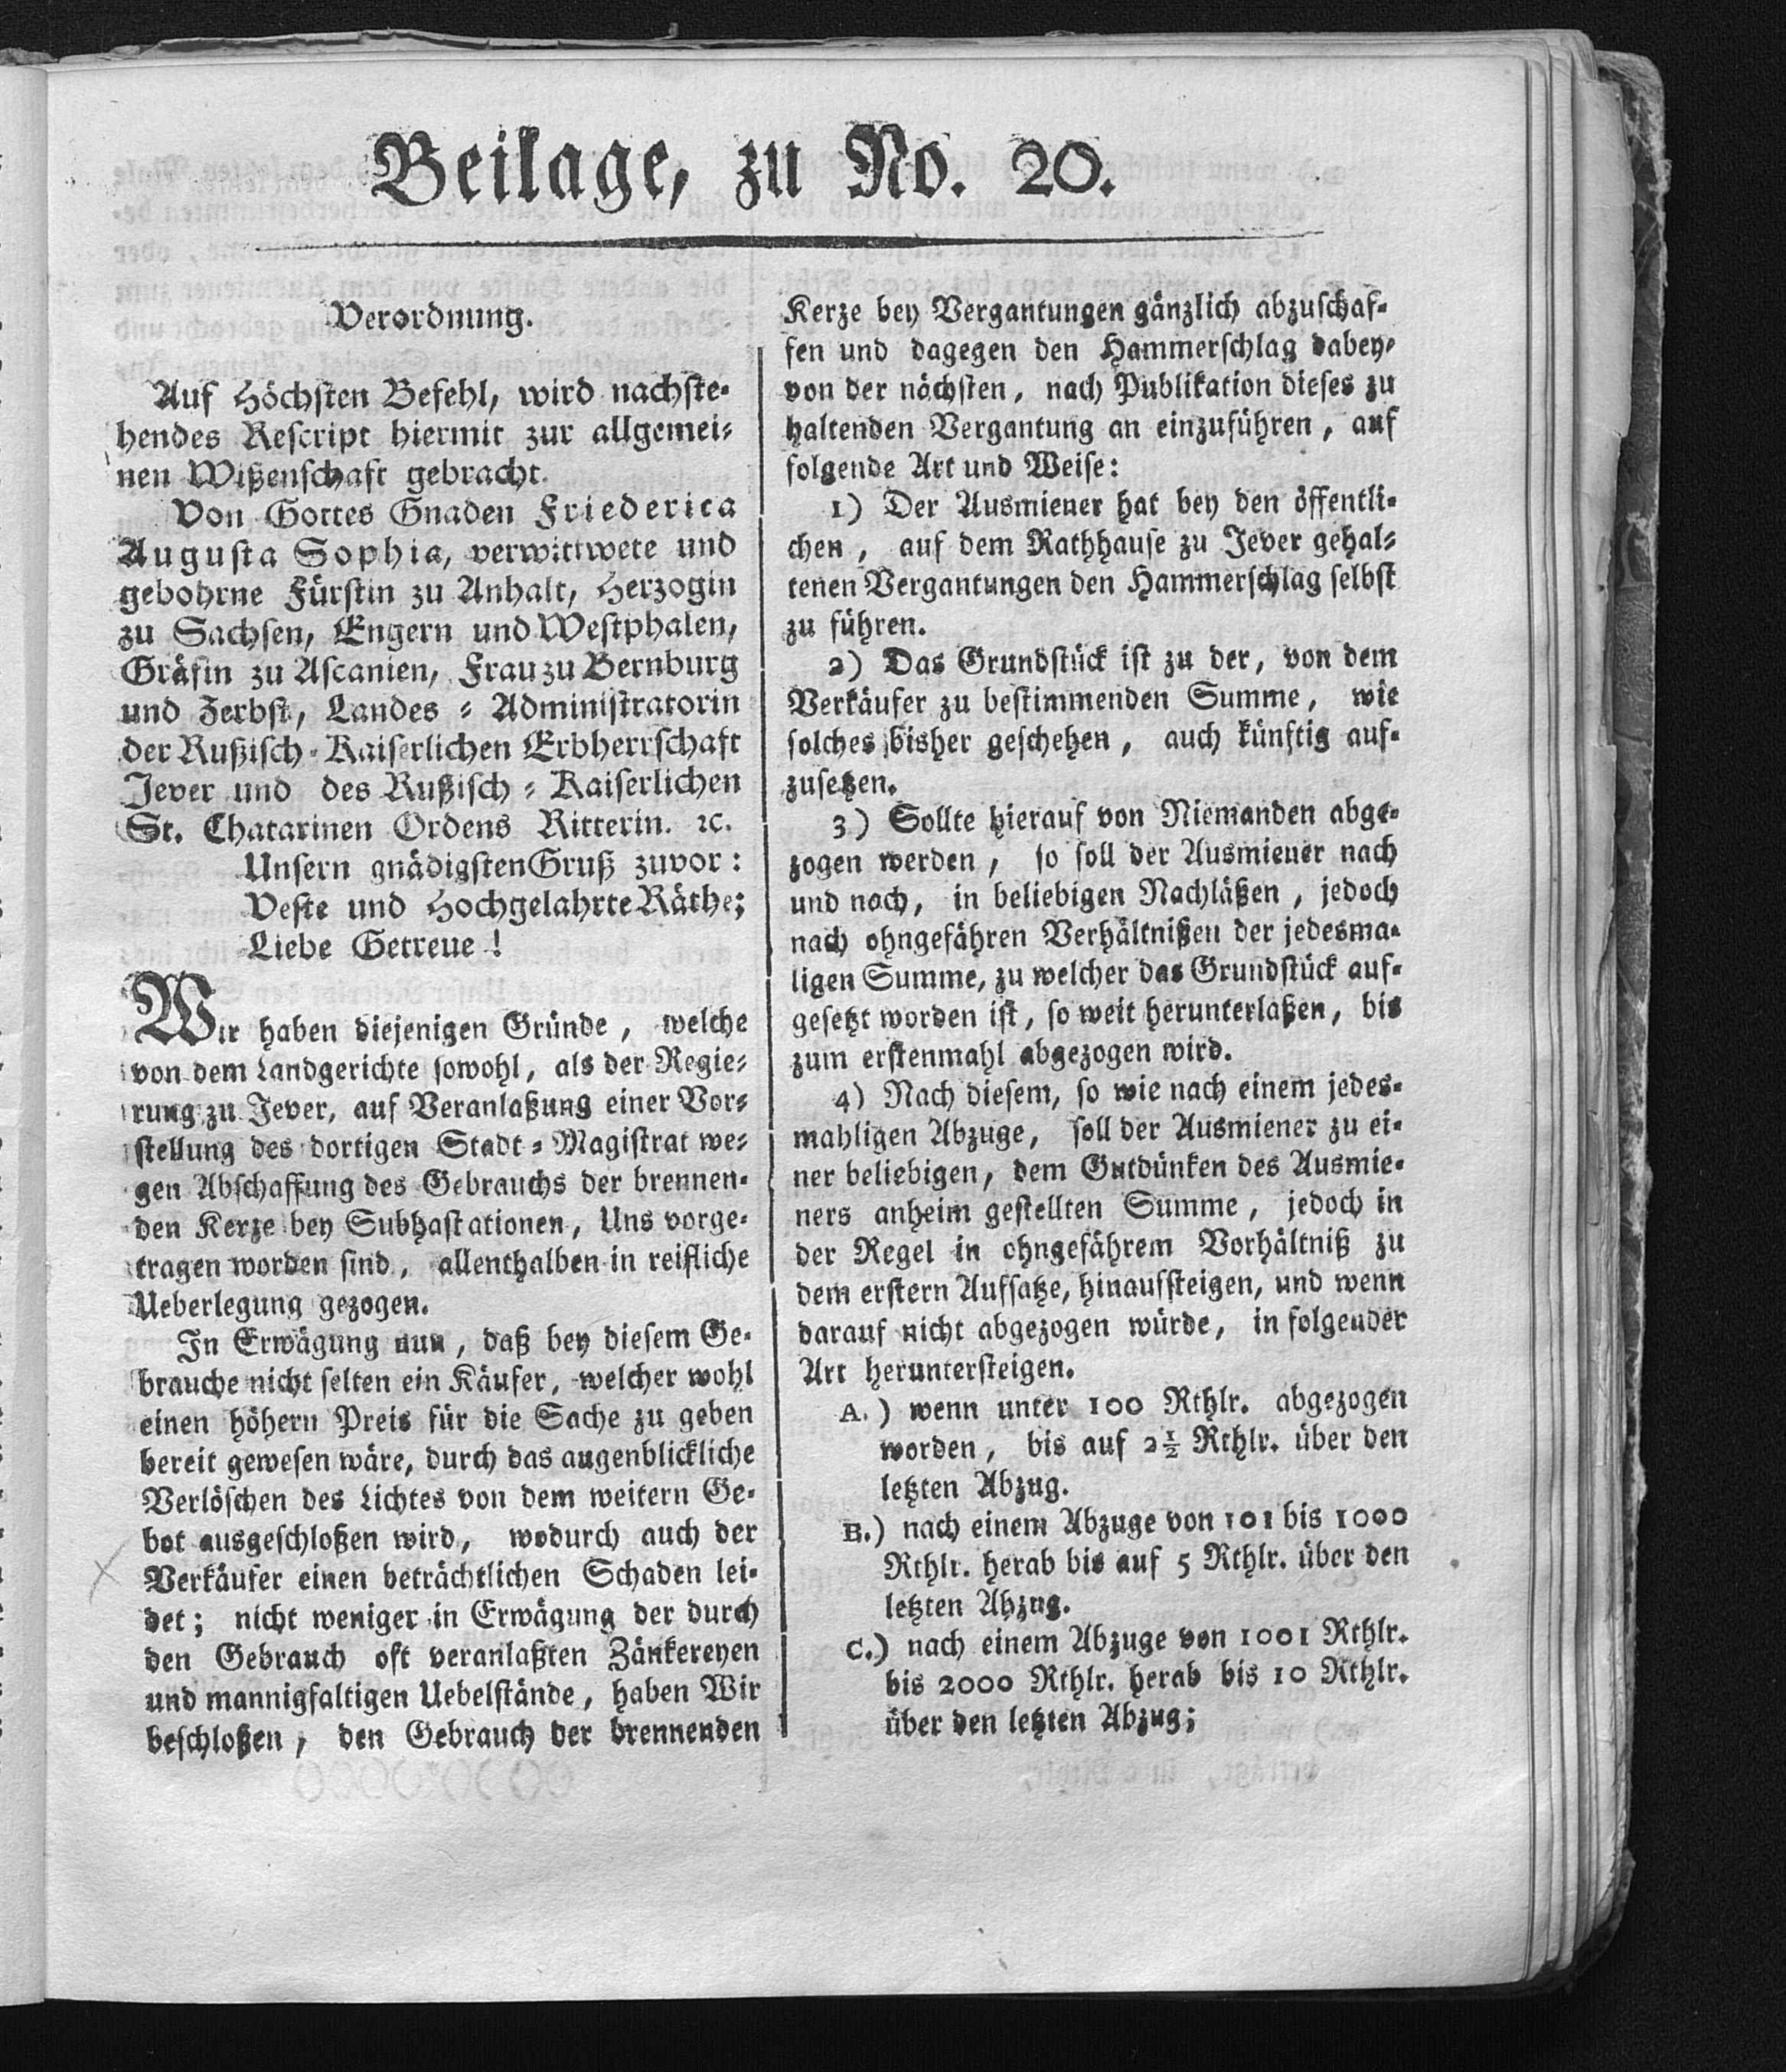 Beilage, zu No. 20.
Verordnung.
Auf Höchsten Befehl, wird nachste-
hendes Rescript hiermit zur allgemei-
nen Wißenschaft gebracht.
Von Gottes Gnaden Friederica
Augusta Sophia, verwittwete und
gebohrne Fürstin zu Anhalt, Herzogin
zu Sachsen, Engern und Westphalen,
Gräfin zu Ascanien, Frau zu Bernburg
und Zerbst, Landes-Administratorin
der Rußisch-Kaiserlichen Erbherrschaft
Jever und des Rußisch-Kaiserlichen
St. Chatarinen Ordens Ritterin. ꝛc.
Unsern gnädigsten Gruß zuvor:
Veste und Hochgelahrte Räthe;
Liebe Getreue!
Wir haben diejenigen Gründe, welche
von dem Landgerichte sowohl, als der Regie-
rung zu Jever, auf Veranlaßung einer Vor-
stellung des dortigen Stadt-Magistrat we-
gen Abschaffung des Gebrauchs der brennen-
den Kerze bey Subhastationen, Uns vorge-
tragen worden sind, allenthalben in reifliche
Ueberlegung gezogen.
In Erwägung nun, daß bey diesem Ge-
brauche nicht selten ein Käufer, welcher wohl
einen höhern Preis für die Sache zu geben
bereit gewesen wäre, durch das augenblickliche
Verlöschen des Lichtes von dem weitern Ge-
bot ausgeschloßen wird, wodurch auch der
Verkäufer einen beträchtlichen Schaden lei-
det; nicht weniger in Erwägung der durch
den Gebrauch oft veranlaßten Zänkereyen
und mannigfaltigen Uebelstände, haben Wir
beschloßen, den Gebrauch der brennenden
Kerze bey Vergantungen gänzlich abzuschaf-
fen und dagegen den Hammerschlag dabey-
von der nächsten, nach Publikation dieses zu
haltenden Vergantung an einzuführen, auf
folgende Art und Weise:
1) Der Ausmiener hat bey den öffentli-
chen, auf dem Rathhause zu Jever gehal-
tenen Vergantungen den Hammerschlag selbst
zu führen.
2) Das Grundstück ist zu der, von dem
Verkäufer zu bestimmenden Summe, wie
solches bisher geschehen, auch künftig auf-
zusetzen.
3) Sollte hierauf von Niemanden abge-
zogen werden, so soll der Ausmiener nach
und nach, in beliebigen Nachläßen, jedoch
nach ohngefähren Verhältnißen der jedesma-
ligen Summe, zu welcher das Grundstück auf-
gesetzt worden ist, so weit herunterlaßen, bis
zum erstenmahl abgezogen wird.
4) Nach diesem, so wie nach einem jedes-
mahligen Abzuge, soll der Ausmiener zu ei-
ner beliebigen, dem Gutdünken des Ausmie-
ners anheim gestellten Summe, jedoch in
der Regel in ohngefährem Vorhältniß zu
dem erstern Aufsatze, hinaufsteigen, und wenn
darauf nicht abgezogen würde, in folgender
Art heruntersteigen.
A.) wenn unter 100 Rthlr. abgezogen
worden, bis auf 2½ Rthlr. über den
letzten Abzug.
B.) nach einem Abzuge von 101 bis 1000
Rthlr. herab bis auf 5 Rthlr. über den
letzten Abzug.
C.) nach einem Abzuge von 1001 Rthlr.
bis 2000 Rthlr. herab bis 10 Rthlr.
über den letzten Abzug;